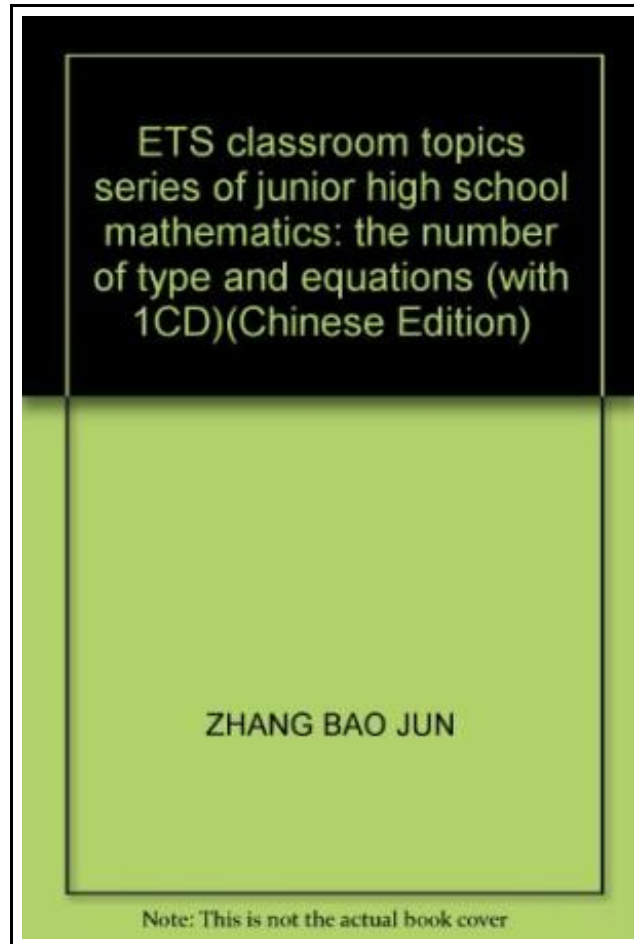 ETS classroom topics
series of junior high school
mathematics: the number
of type and equations (with
1CD)(Chinese Edition)
ZHANG BAO JUN
Note: This is not the actual book cover